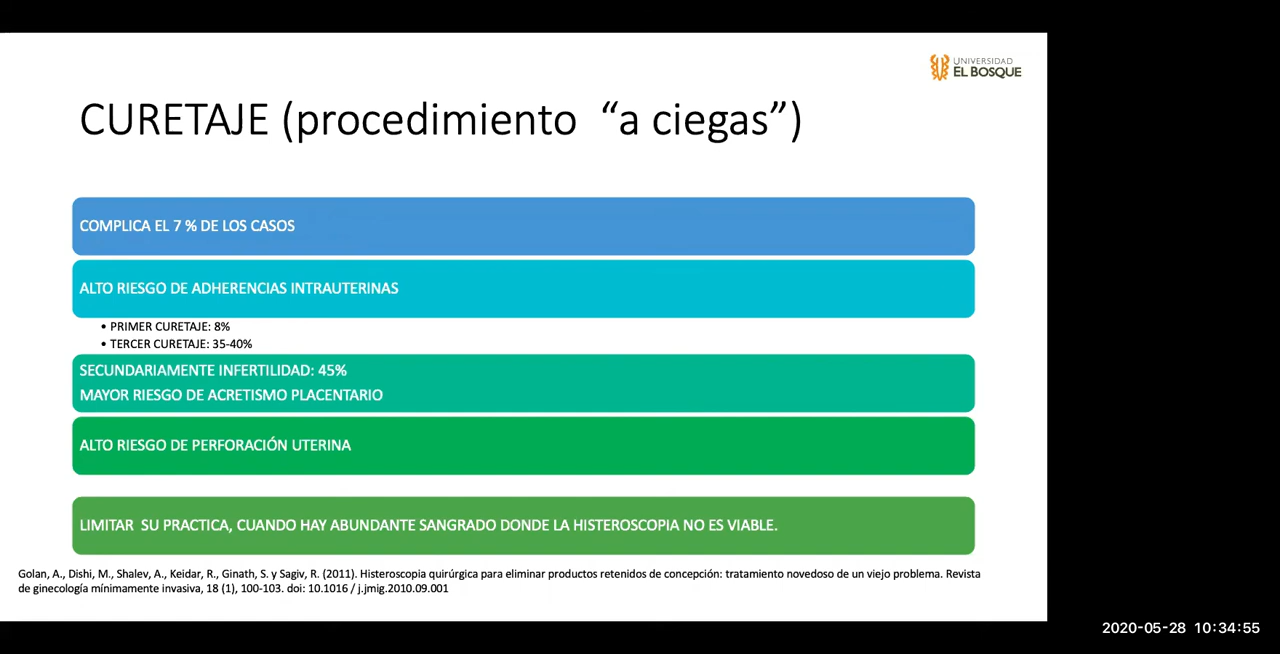 UNIVERSIDAD
EL BOSQUE
CURETAJE (procedimiento “a ciegas”)
COMPLICA EL 7 % DE LOS CASOS
ALTO RIESGO DE ADHERENCIAS INTRAUTERINAS
• PRIMER CURETAJE: 8%
• TERCER CURETAJE: 35-40%
SECUNDARIAMENTE INFERTILIDAD: 45%
MAYOR RIESGO DE ACRETISMO PLACENTARIO
ALTO RIESGO DE PERFORACIÓN UTERINA
LIMITAR SU PRACTICA, CUANDO HAY ABUNDANTE SANGRADO DONDE LA HISTEROSCOPIA NO ES VIABLE.
Golan, A., Dishi, M., Shalev, A., Keidar, R., Ginath, S. y Sagiv, R. (2011). Histeroscopia quirúrgica para eliminar productos retenidos de concepción: tratamiento novedoso de un viejo problema. Revista
de ginecología mínimamente invasiva, 18 (1), 100-103. doi: 10.1016 / j.jmig.2010.09.001
2020-05-28 10:34:55